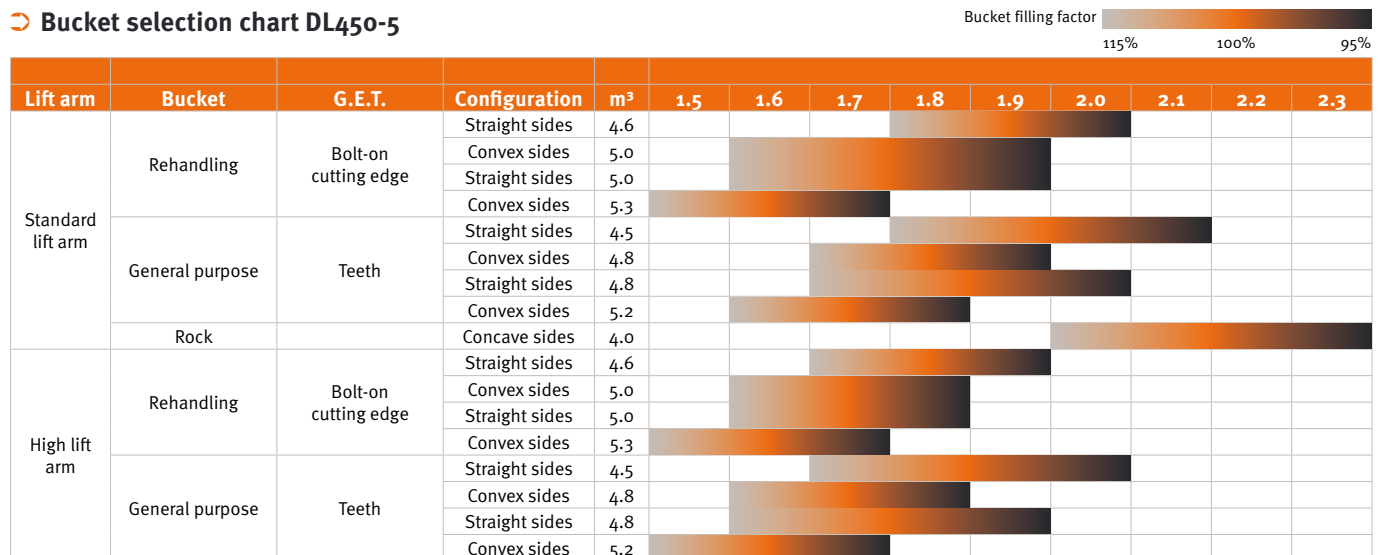 Bucket selection chart DL450-5
Bucket filling factor
115% 100% 95%
Lift arm Bucket G.E.T. Configuration m³ 1.5 1.6 1.7 1.8 1.9 2.0 2.1 2.2 2.3
Standard
lift arm
Rehandling
Bolt-on
cutting edge
Straight sides 4.6
Convex sides 5.0
Straight sides 5.0
Convex sides 5.3
General purpose
Teeth
Straight sides 4.5
Convex sides 4.8
Straight sides 4.8
Convex sides 5.2
Rock
Concave sides 4.0
High lift
arm
Rehandling
Bolt-on
cutting edge
Straight sides 4.6
Convex sides 5.0
Straight sides 5.0
Convex sides 5.3
General purpose
Teeth
Straight sides 4.5
Convex sides 4.8
Straight sides 4.8
Convex sides 5.2